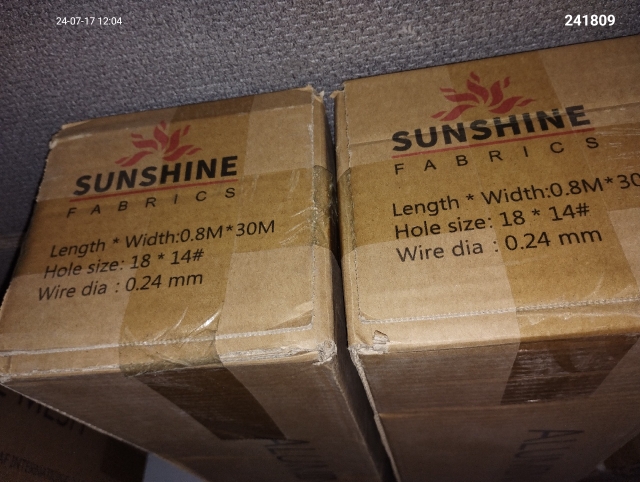 24-07-17 12:04
241809
SUNSHINE
FABRICS
Length * Width:0.8M*30M
Hole size: 18 * 14#
Wire dia : 0.24 mm
SUNSHINE
FABRICS
Length * Width:0.8M*30
Hole size: 18 * 14#
Wire dia : 0.24 mm